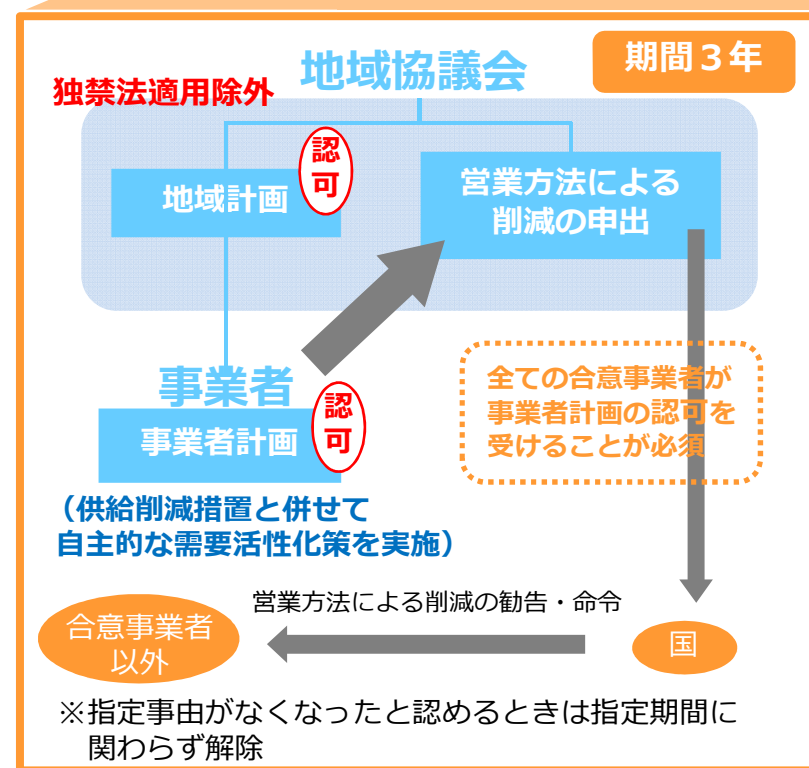 地域協議会
期間３年
独禁法適用除外
認可
地域計画
営業方法による
削減の申出
事業者
認可
事業者計画
全ての合意事業者が
事業者計画の認可を
受けることが必須
（供給削減措置と併せて
自主的な需要活性化策を実施）
営業方法による削減の勧告・命令
合意事業者
以外
国
※指定事由がなくなったと認めるときは指定期間に
関わらず解除